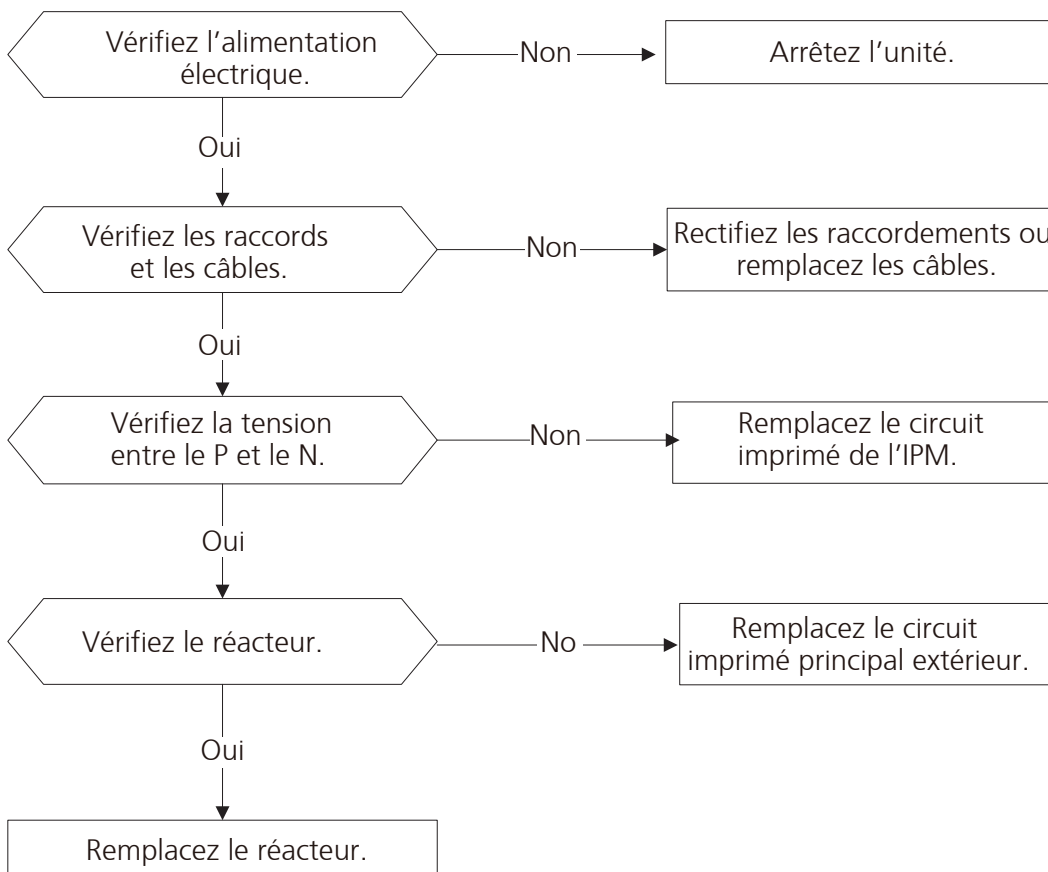 Vérifiez l’alimentation
électrique.
Non
Arrêtez l’unité.
Oui
Vérifiez les raccords
et les câbles.
Non
Rectifiez les raccordements ou
remplacez les câbles.
Oui
Vérifiez la tension
entre le P et le N.
Non
Remplacez le circuit
imprimé de l’IPM.
Oui
Vérifiez le réacteur.
No
Remplacez le circuit
imprimé principal extérieur.
Oui
Remplacez le réacteur.